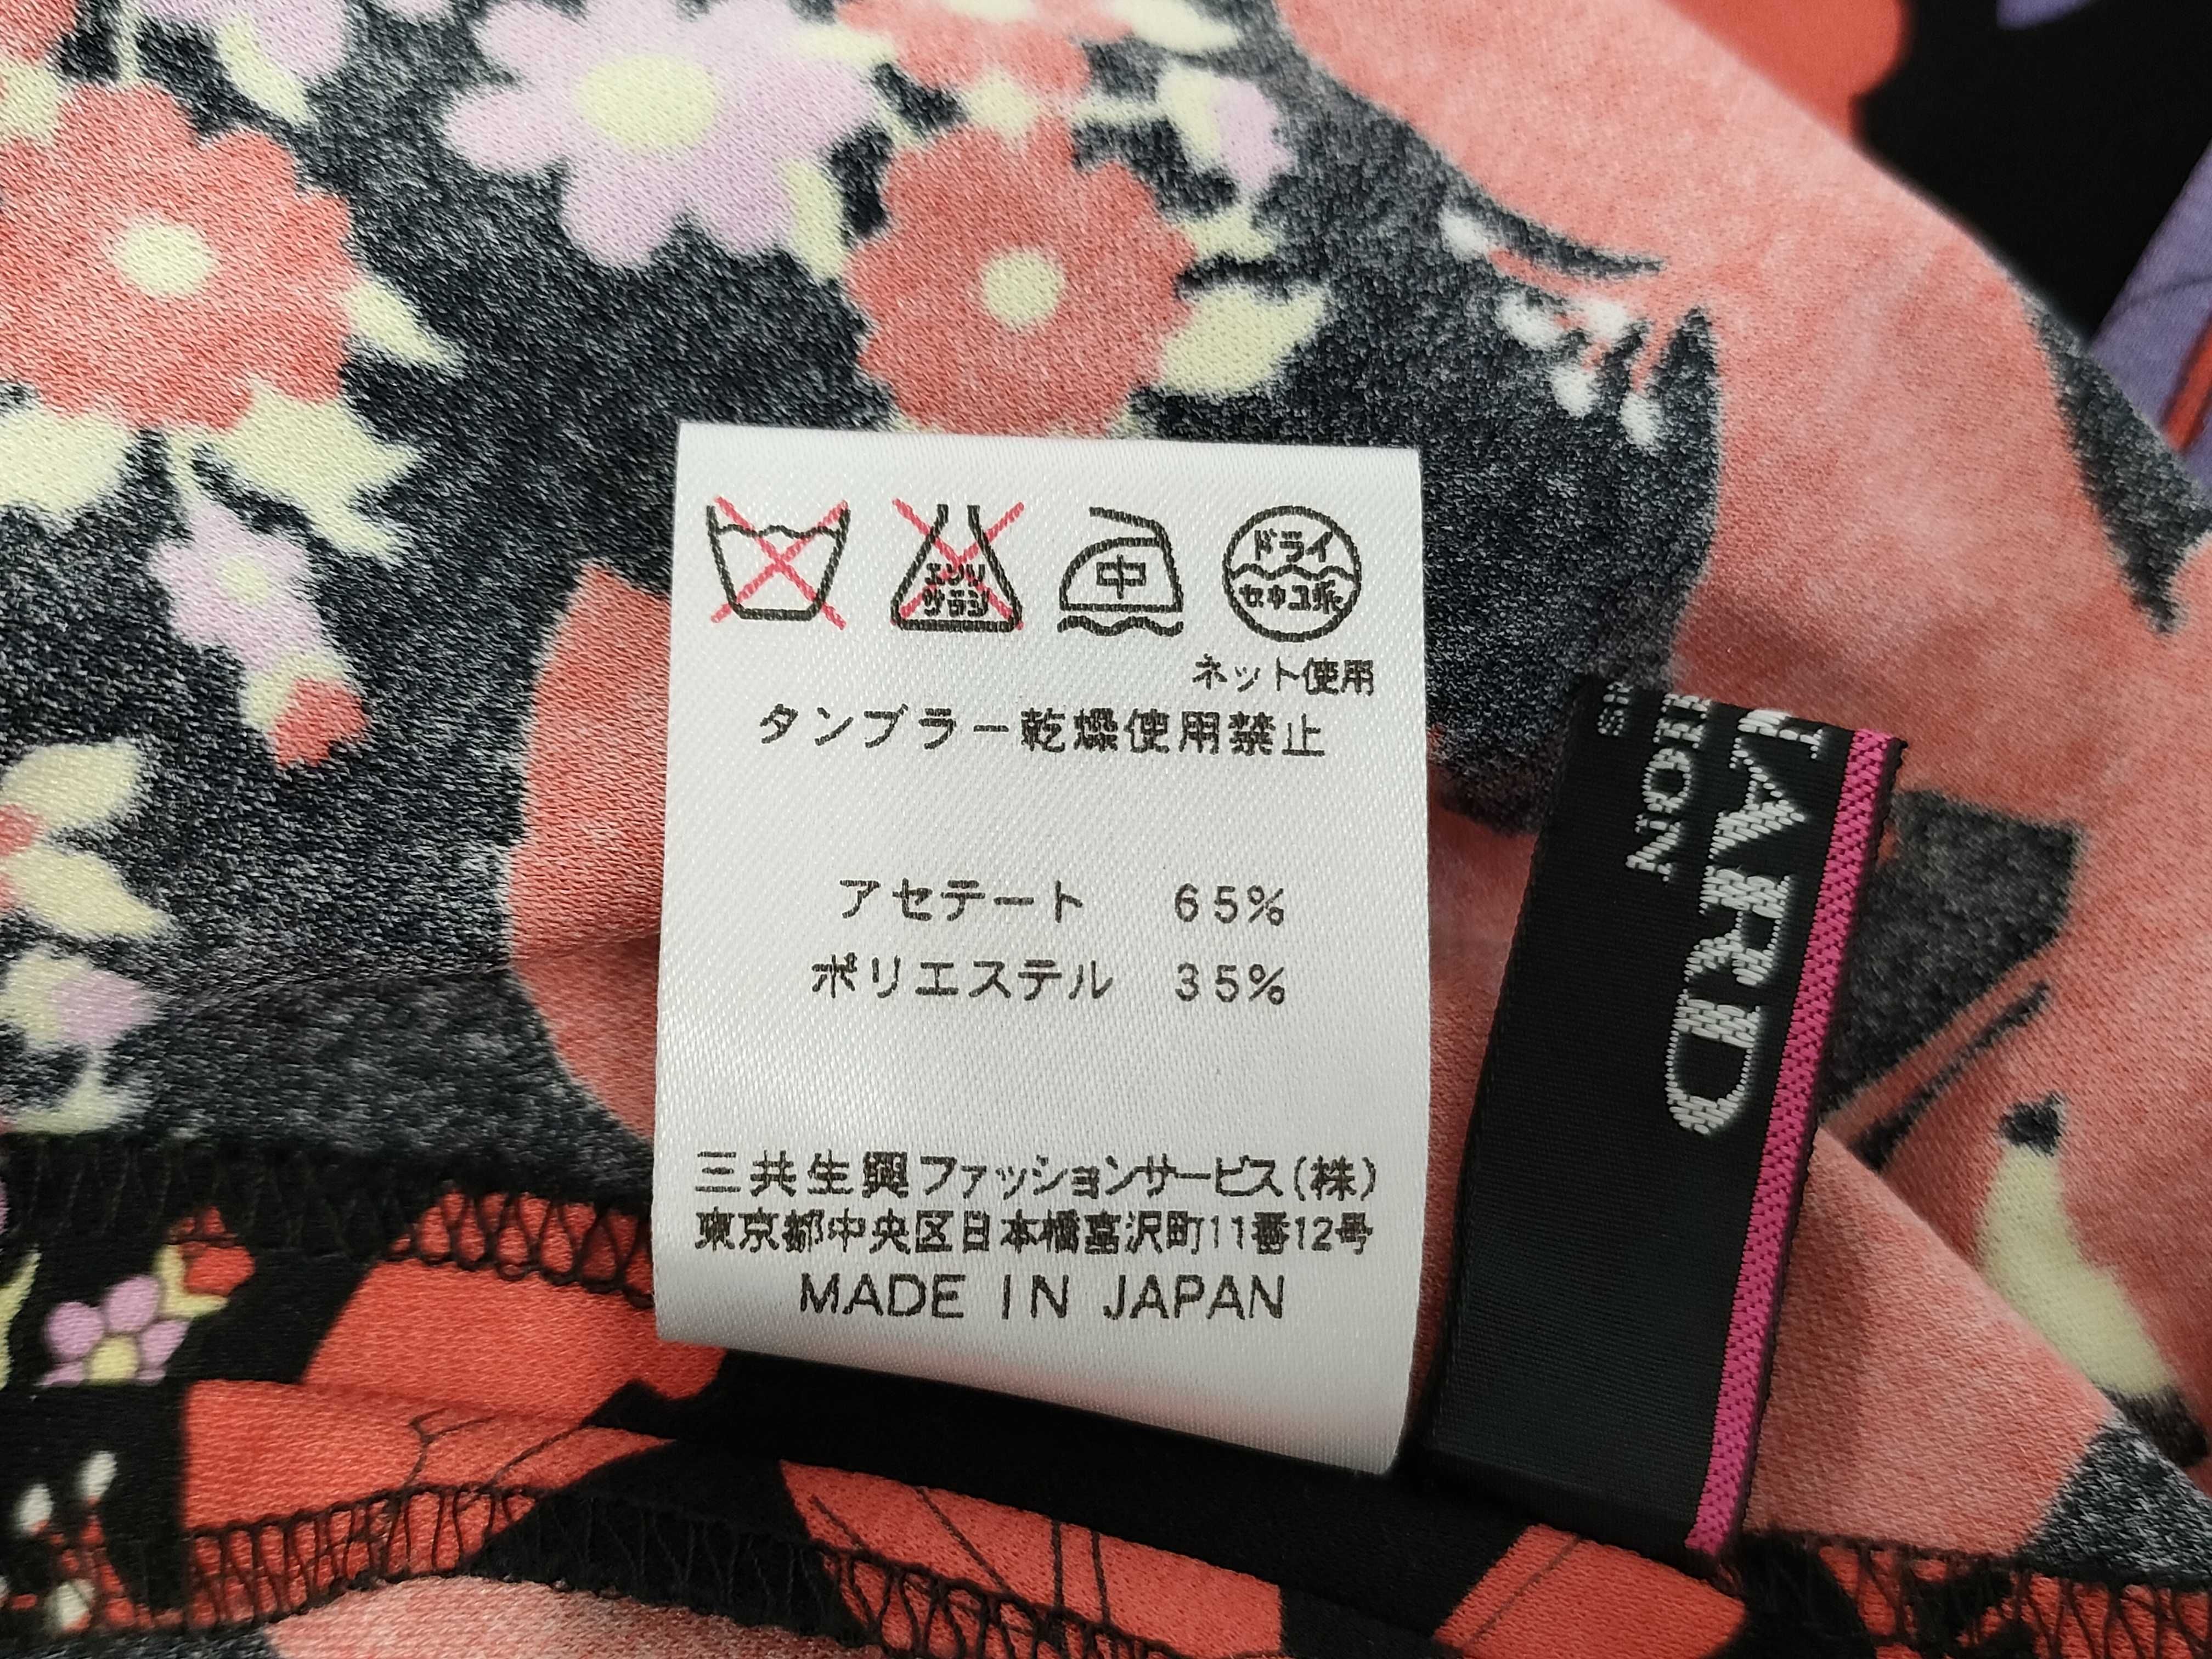 エンソ
サラシ
中
ドライ
セキユ系
ネット使用
タンブラー乾燥使用禁止
アセテート 65%
ポリエステル 35%
三共生興ファッションサービス(株)
東京都中央区日本橋富沢町11番12号
MADE IN JAPAN
ARD
TION